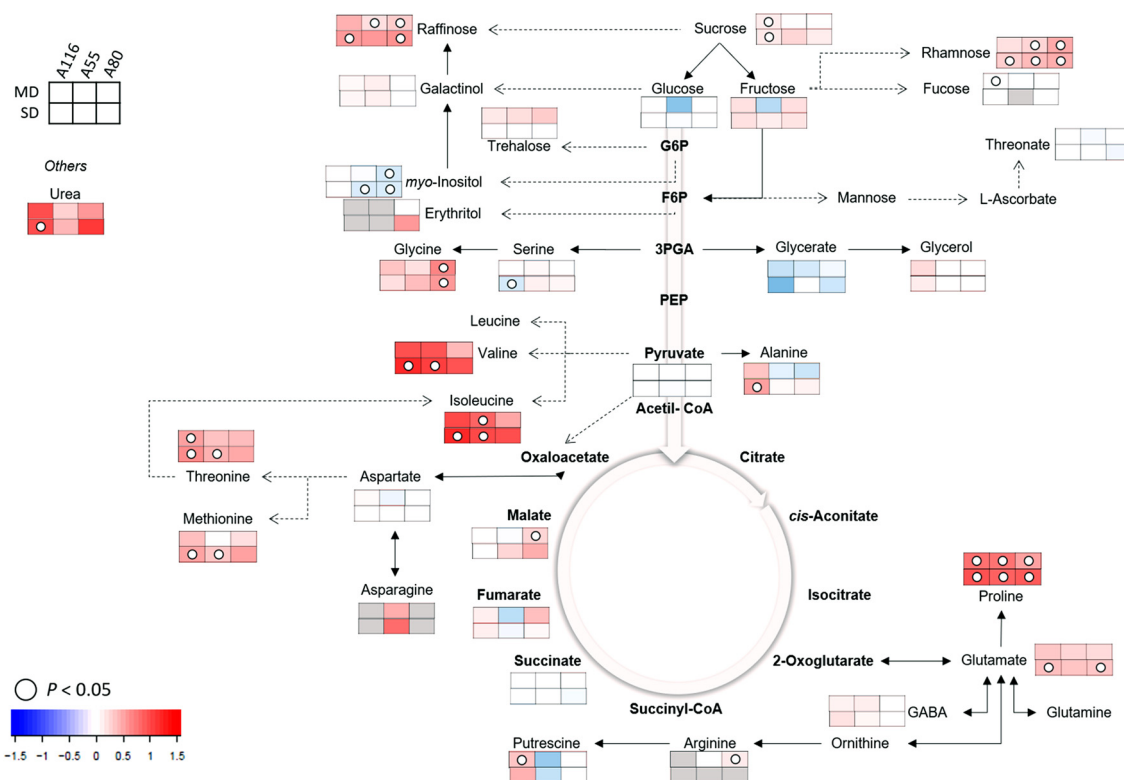 A116 A55 A80
MD
SD
Others
Urea
Raffinose
Sucrose
Rhamnose
Galactinol
Glucose
Fructose
Fucose
Trehalose
G6P
Threonate
myo-Inositol
F6P
Mannose
L-Ascorbate
Erythritol
Glycine
Serine
3PGA
Glycerate
Glycerol
PEP
Leucine
Valine
Pyruvate
Alanine
Isoleucine
Acetil- CoA
Oxaloacetate
Citrate
Threonine
Aspartate
Methionine
Malate
cis-Aconitate
Asparagine
Fumarate
Isocitrate
Proline
Succinate
2-Oxoglutarate
Glutamate
Succinyl-CoA
GABA
Glutamine
Putrescine
Arginine
Ornithine
P < 0.05
−1.5 −1 −0.5 0 0.5 1 1.5